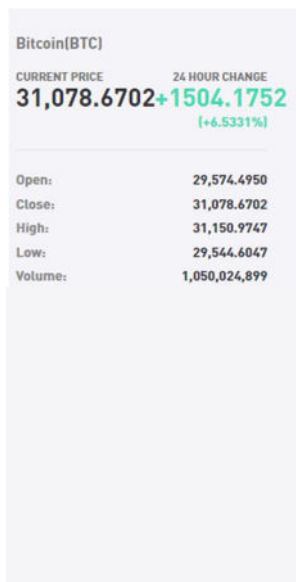 Bitcoin(BTC)
CURRENT PRICE 24 HOUR CHANGE
31,078.6702+1504.1752
(+6.5331%)
Open: 29,574.4950
Close: 31,078.6702
High: 31,150.9747
Low: 29,544.6047
Volume: 1,050,024,899